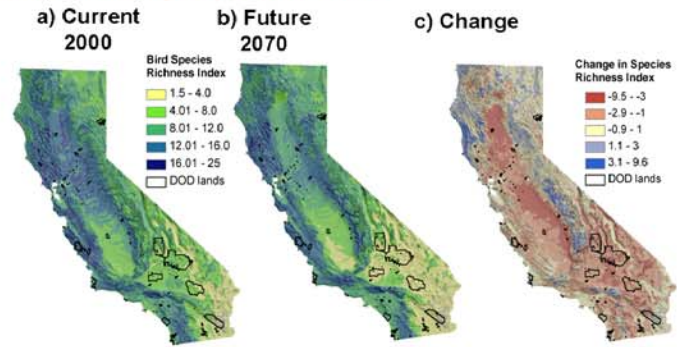 a) Current
2000
Bird Species
Richness Index
1.5 - 4.0
4.01 - 8.0
8.01 - 12.0
12.01 - 16.0
16.01 - 25
DOD lands
b) Future
2070
c) Change
Change in Species
Richness Index
-9.5 - -3
-2.9 - -1
-0.9 - 1
1.1 - 3
3.1 - 9.6
DOD lands